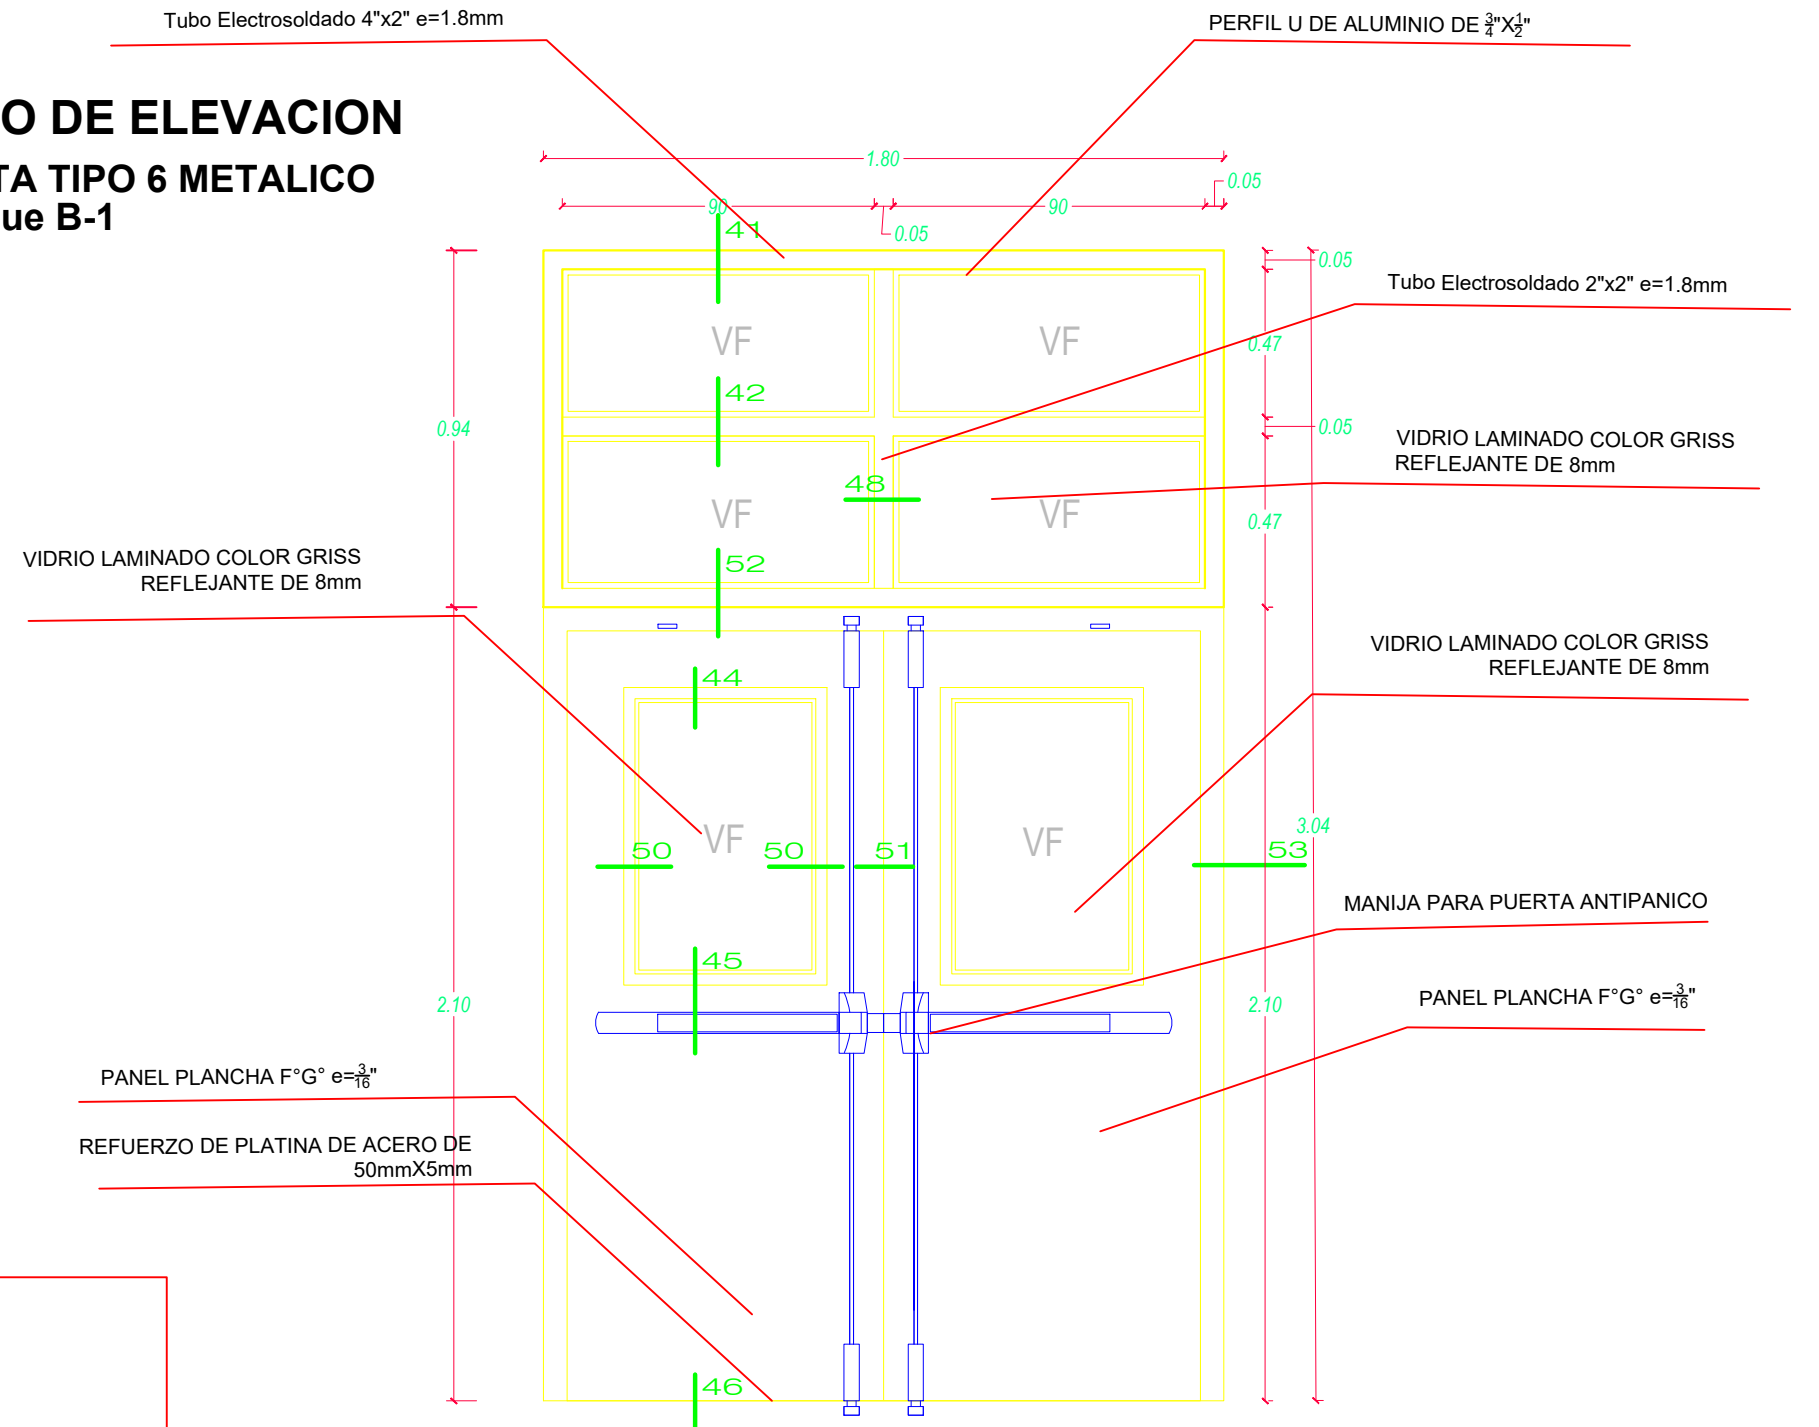 Tubo Electrosoldado 4"x2" e=1.8mm
PERFIL U DE ALUMINIO DE 3/4"X1/2"
O DE ELEVACION
TA TIPO 6 METALICO
ue B-1
1.80
0.05
90
90
0.05
41
0.05
Tubo Electrosoldado 2"x2" e=1.8mm
VF
VF
0.47
42
0.94
0.05
VIDRIO LAMINADO COLOR GRISS
REFLEJANTE DE 8mm
48
VF
VF
0.47
VIDRIO LAMINADO COLOR GRISS
REFLEJANTE DE 8mm
52
VIDRIO LAMINADO COLOR GRISS
REFLEJANTE DE 8mm
44
VF
VF
3.04
50
50
51
53
MANIJA PARA PUERTA ANTIPANICO
45
2.10
2.10
PANEL PLANCHA F°G° e=3/16"
PANEL PLANCHA F°G° e=3/16"
REFUERZO DE PLATINA DE ACERO DE
50mmX5mm
46